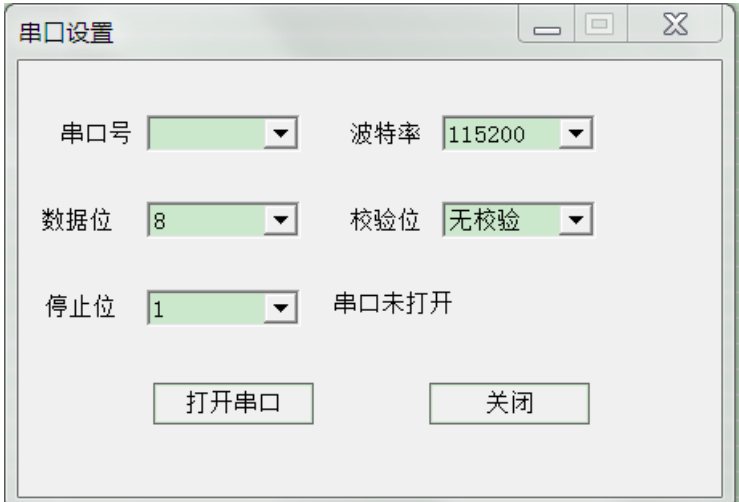 串口设置
串口号 波特率 115200
数据位 8 校验位 无校验
停止位 1 串口未打开
打开串口 关闭